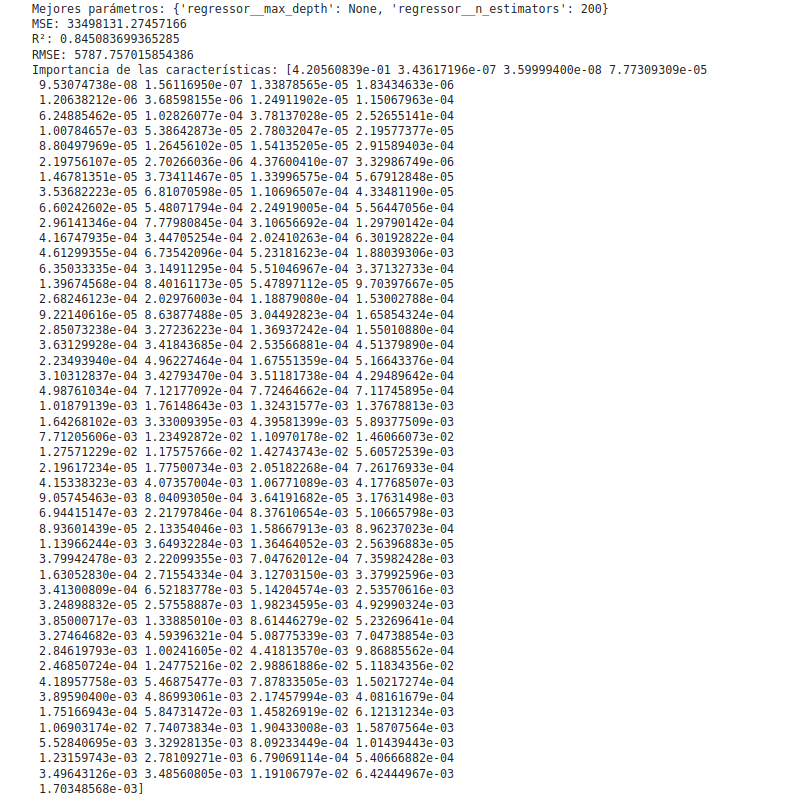 Mejores parámetros: {'regressor__max_depth': None, 'regressor__n_estimators': 200}
MSE: 33498131.27457166
R²: 0.845083699365285
RMSE: 5787.757015854386
Importancia de las características: [4.20560839e-01 3.43617196e-07 3.59999400e-08 7.77309309e-05
9.53074738e-08 1.56116950e-07 1.33878565e-05 1.83434633e-06
1.20638212e-06 3.68598155e-06 1.24911902e-05 1.15067963e-04
6.24885462e-05 1.02826077e-04 3.78137028e-05 2.52655141e-04
1.00784657e-03 5.38642873e-05 2.78032047e-05 2.19577377e-05
8.80497969e-05 1.26456102e-05 1.54135205e-05 2.91589403e-04
2.19756107e-05 2.70266036e-06 4.37600410e-07 3.32986749e-06
1.46781351e-05 3.73411467e-05 1.33996575e-04 5.67912848e-05
3.53682223e-05 6.81070598e-05 1.10696507e-04 4.33481190e-05
6.60242602e-05 5.48071794e-04 2.24919005e-04 5.56447056e-04
2.96141346e-04 7.77980845e-04 3.10656692e-04 1.29790142e-04
4.16747935e-04 3.44705254e-04 2.02410263e-04 6.30192822e-04
4.61299355e-04 6.73542096e-04 5.23181623e-04 1.88039306e-03
6.35033335e-04 3.14911295e-04 5.51046967e-04 3.37132733e-04
1.39674568e-04 8.40161173e-05 5.47897112e-05 9.70397667e-05
2.68246123e-04 2.02976003e-04 1.18879080e-04 1.53002788e-04
9.22140616e-05 8.63877488e-05 3.04492823e-04 1.65854324e-04
2.85073238e-04 3.27236223e-04 1.36937242e-04 1.55010880e-04
3.63129928e-04 3.41843685e-04 2.53566881e-04 4.51379890e-04
2.23493940e-04 4.96227464e-04 1.67551359e-04 5.16643376e-04
3.10312837e-04 3.42793470e-04 3.51181738e-04 4.29489642e-04
4.98761034e-04 7.12177092e-04 7.72464662e-04 7.11745895e-04
1.01879139e-03 1.76148643e-03 1.32431577e-03 1.37678813e-03
1.64268102e-03 3.33009395e-03 4.39581399e-03 5.89377509e-03
7.71205606e-03 1.23492872e-02 1.10970178e-02 1.46066073e-02
1.27571229e-02 1.17575766e-02 1.42743743e-02 5.60572539e-03
2.19617234e-05 1.77500734e-03 2.05182268e-04 7.26176933e-04
4.15338323e-03 4.07357004e-03 1.06771089e-03 4.17768507e-03
9.05745463e-03 8.04093050e-04 3.64191682e-05 3.17631498e-03
6.94415147e-03 2.21797846e-04 8.37610654e-03 5.10665798e-03
8.93601439e-05 2.13354046e-03 1.58667913e-03 8.96237023e-04
1.13966244e-03 3.64932284e-03 1.36464052e-03 2.56396883e-05
3.79942478e-03 2.22099355e-03 7.04762012e-04 7.35982428e-03
1.63052830e-04 2.71554334e-04 3.12703150e-03 3.37992596e-03
3.41300809e-04 6.52183778e-03 5.14204574e-03 2.53570616e-03
3.24898832e-05 2.57558887e-03 1.98234595e-03 4.92990324e-03
3.85000717e-03 1.33885010e-03 8.61446279e-02 5.23269641e-04
3.27464682e-03 4.59396321e-04 5.08775339e-03 7.04738854e-03
2.84619793e-03 1.00241605e-02 4.41813570e-03 9.86885562e-04
2.46850724e-04 1.24775216e-02 2.98861886e-02 5.11834356e-02
4.18957758e-03 5.46875477e-03 7.87833505e-03 1.50217274e-04
3.89590400e-03 4.86993061e-03 2.17457994e-03 4.08161679e-04
1.75166943e-04 5.84731472e-03 1.45826919e-02 6.12131234e-03
1.06903174e-02 7.74073834e-03 1.90433008e-03 1.58707564e-03
5.52840695e-03 3.32928135e-03 8.09233449e-04 1.01439443e-03
1.23159743e-03 2.78109271e-03 6.79069114e-04 5.40666882e-04
3.49643126e-03 3.48560805e-03 1.19106797e-02 6.42444967e-03
1.70348568e-03]